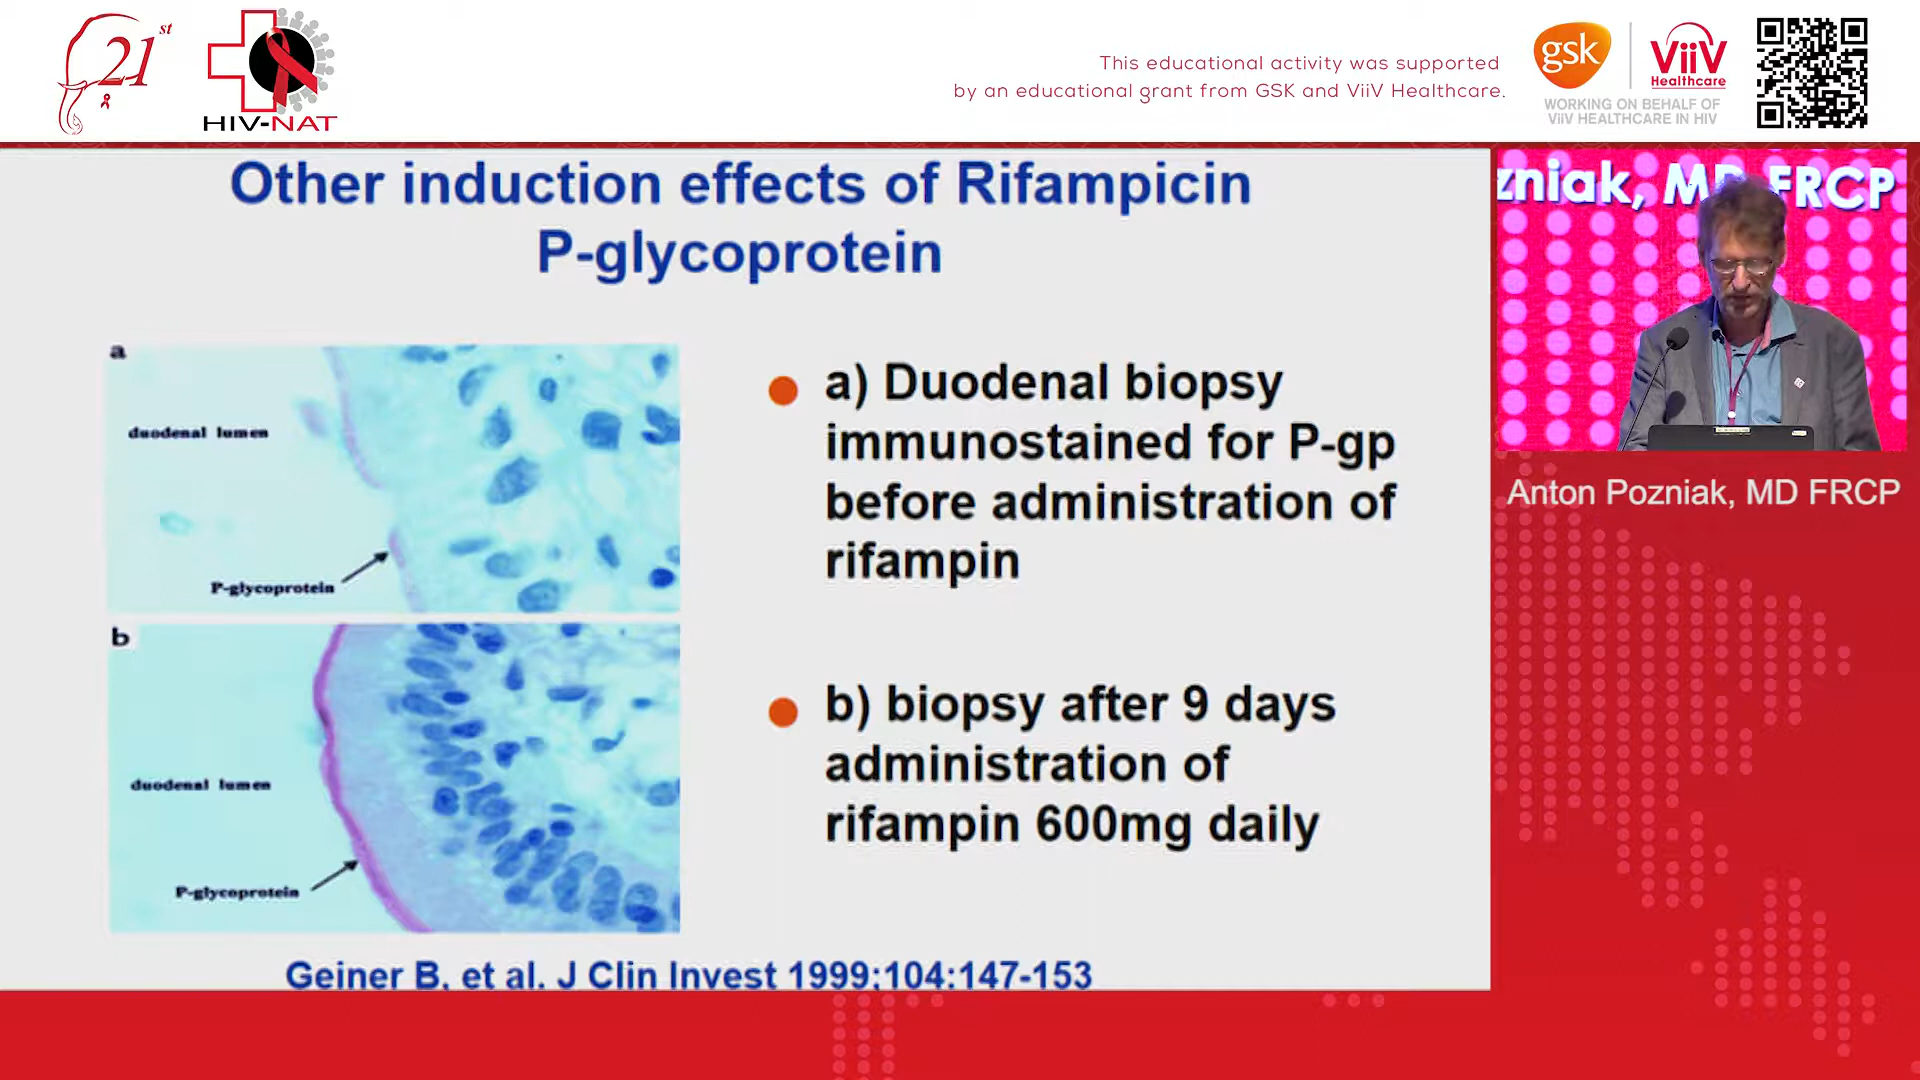 21st
HIV-NAT
This educational activity was supported
by an educational grant from GSK and ViiV Healthcare.
gsk
ViiV
Healthcare
WORKING ON BEHALF OF
ViiV HEALTHCARE IN HIV
Other induction effects of Rifampicin
P-glycoprotein
a
duodenal lumen
P-glycoprotein
b
duodenal lumen
P-glycoprotein
a) Duodenal biopsy
immunostained for P-gp
before administration of
rifampin
b) biopsy after 9 days
administration of
rifampin 600mg daily
Geiner B, et al. J Clin Invest 1999;104:147-153
zniak, MD FRCP
Anton Pozniak, MD FRCP